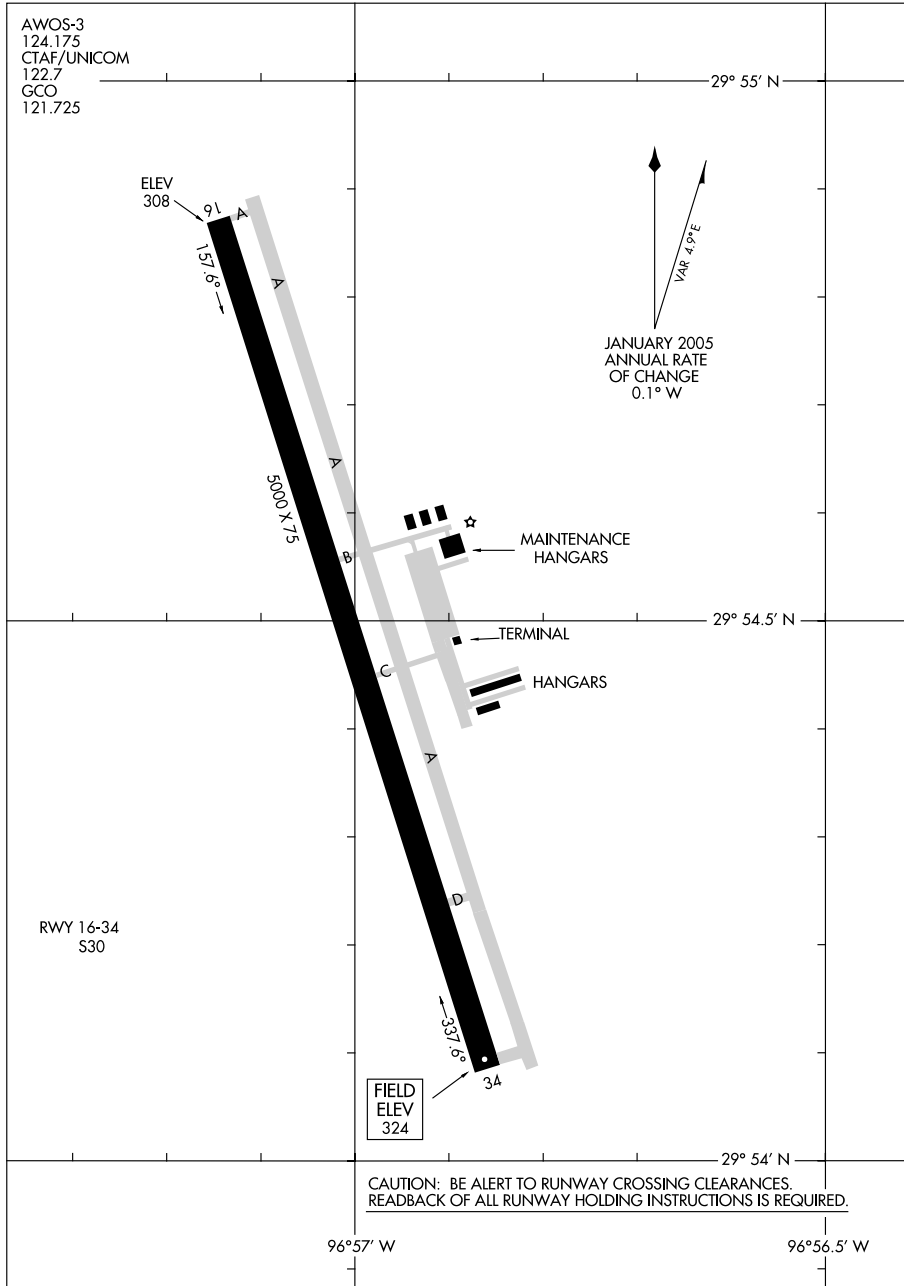 AWOS-3
124.175
CTAF/UNICOM
122.7
GCO
121.725
29° 55' N
ELEV
308
16
A
157.6°
A
VAR 4.9° E
JANUARY 2005
ANNUAL RATE
OF CHANGE
0.1° W
A
5000 X 75
B
MAINTENANCE
HANGARS
29° 54.5' N
TERMINAL
C
HANGARS
A
D
RWY 16-34
S30
337.6°
34
FIELD
ELEV
324
29° 54' N
CAUTION: BE ALERT TO RUNWAY CROSSING CLEARANCES.
READBACK OF ALL RUNWAY HOLDING INSTRUCTIONS IS REQUIRED.
96°57' W
96°56.5' W